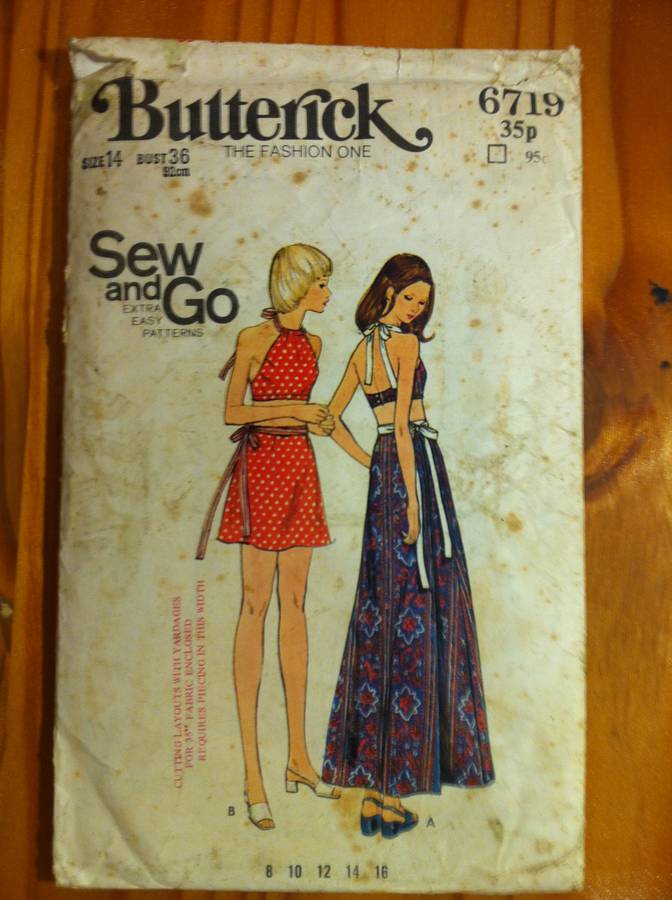 Butterick
6719
35p
95c
SIZE 14 BUST 36
92cm
THE FASHION ONE
Sew
and Go
EXTRA
EASY
PATTERNS
CUTTING LAYOUTS WITH YARDAGES
FOR 35" FABRIC ENCLOSED
REQUIRES PIECING IN THIS WIDTH
B
A
8 10 12 14 16